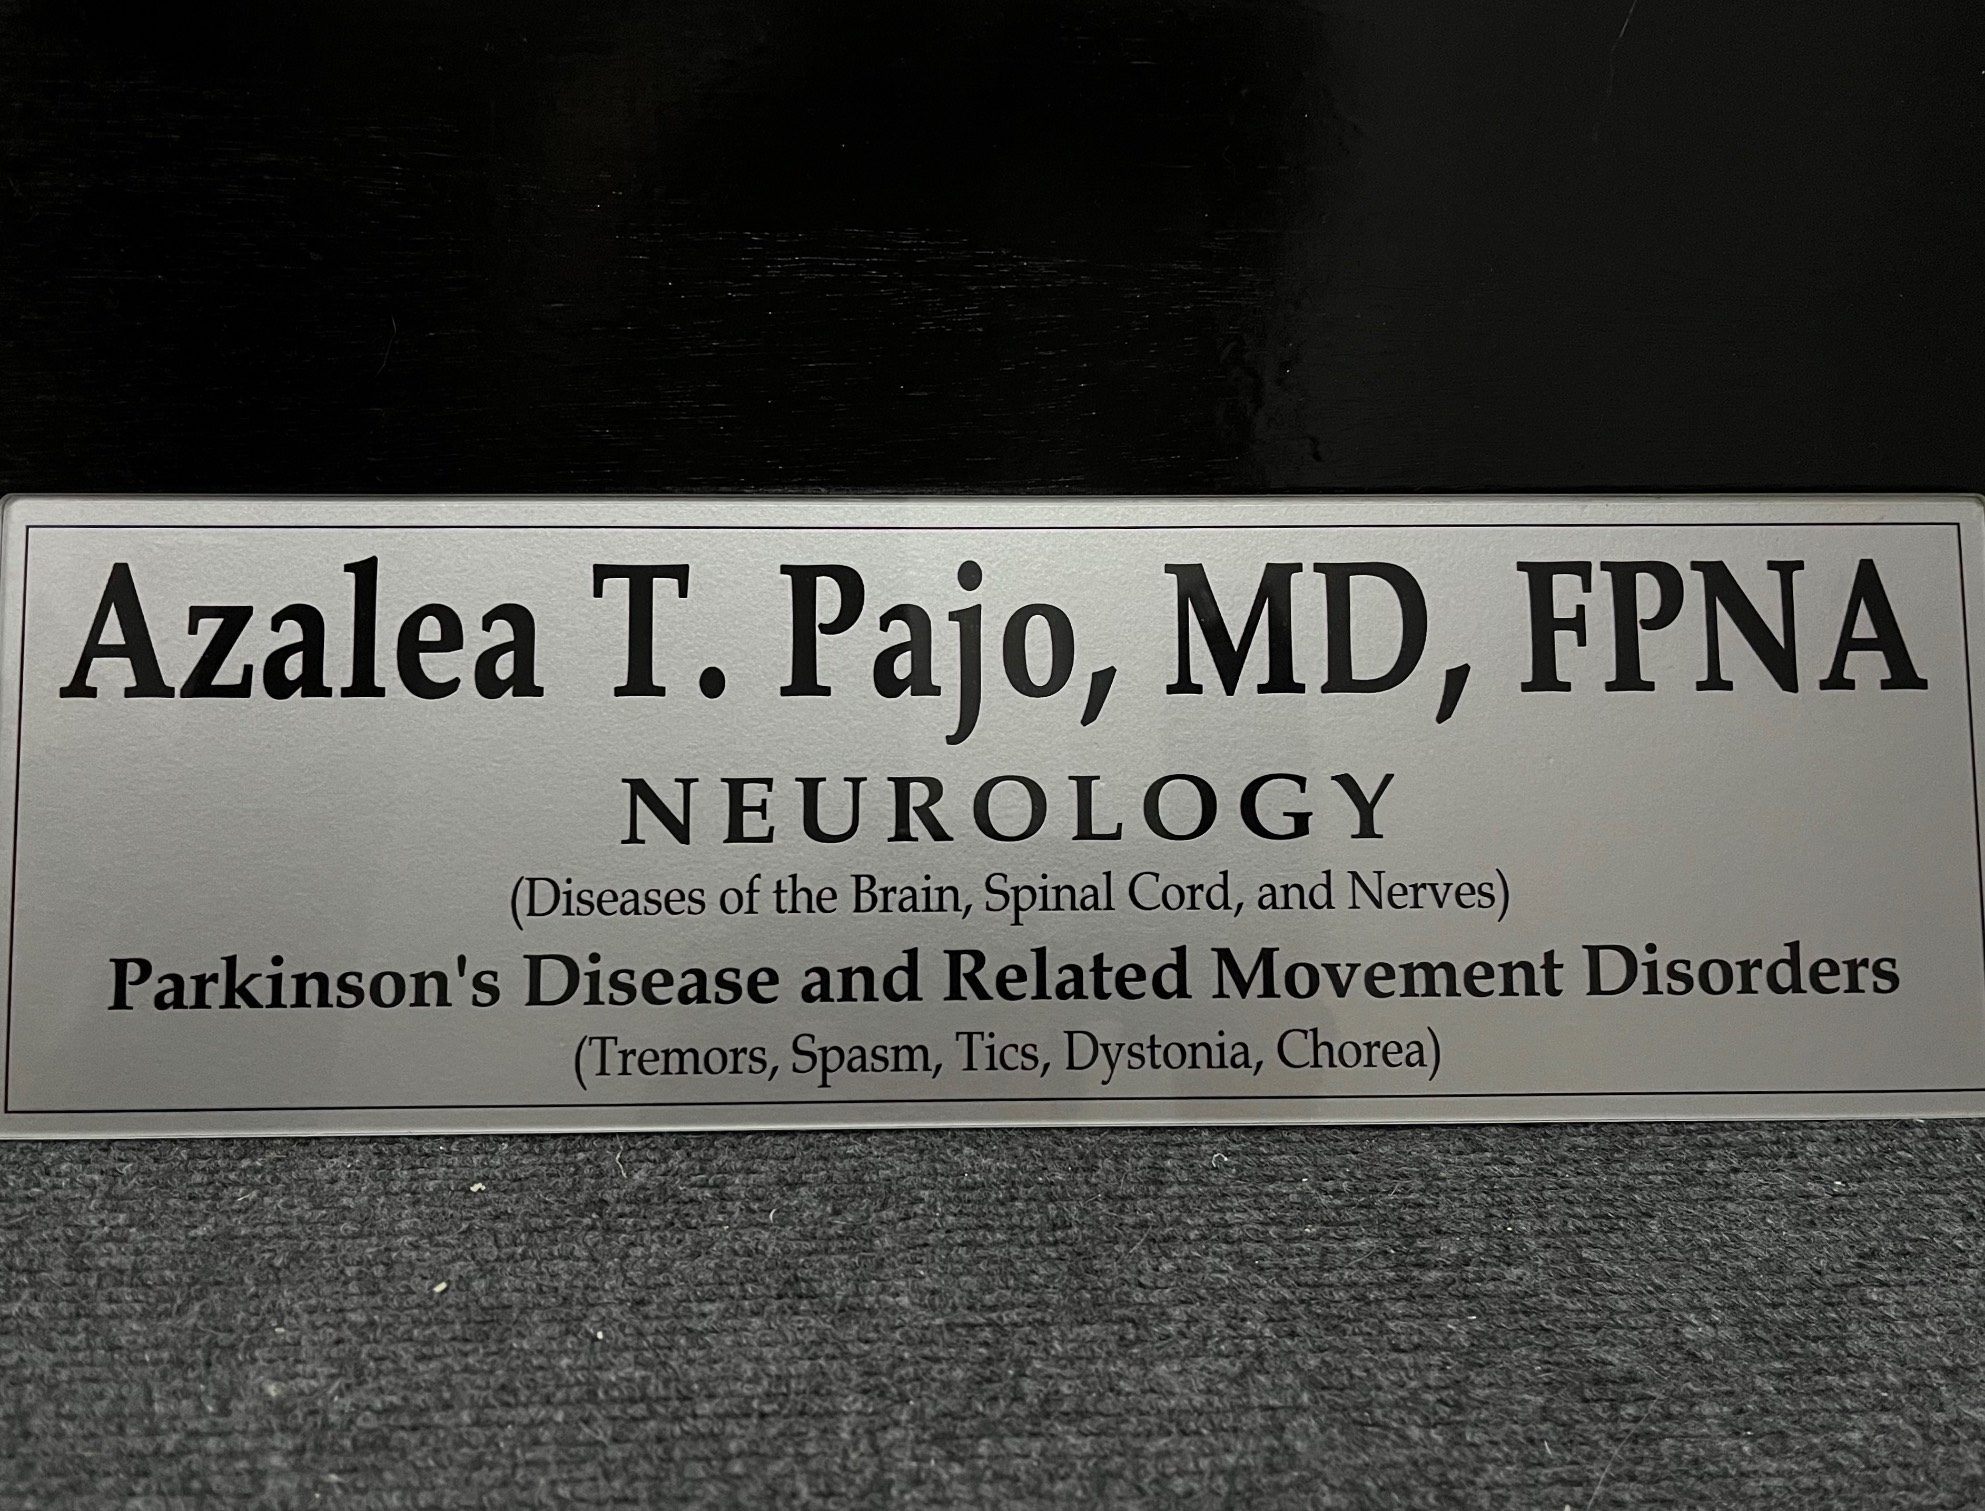 Azalea T. Pajo, MD, FPNA
NEUROLOGY
(Diseases of the Brain, Spinal Cord, and Nerves)
Parkinson's Disease and Related Movement Disorders
(Tremors, Spasm, Tics, Dystonia, Chorea)